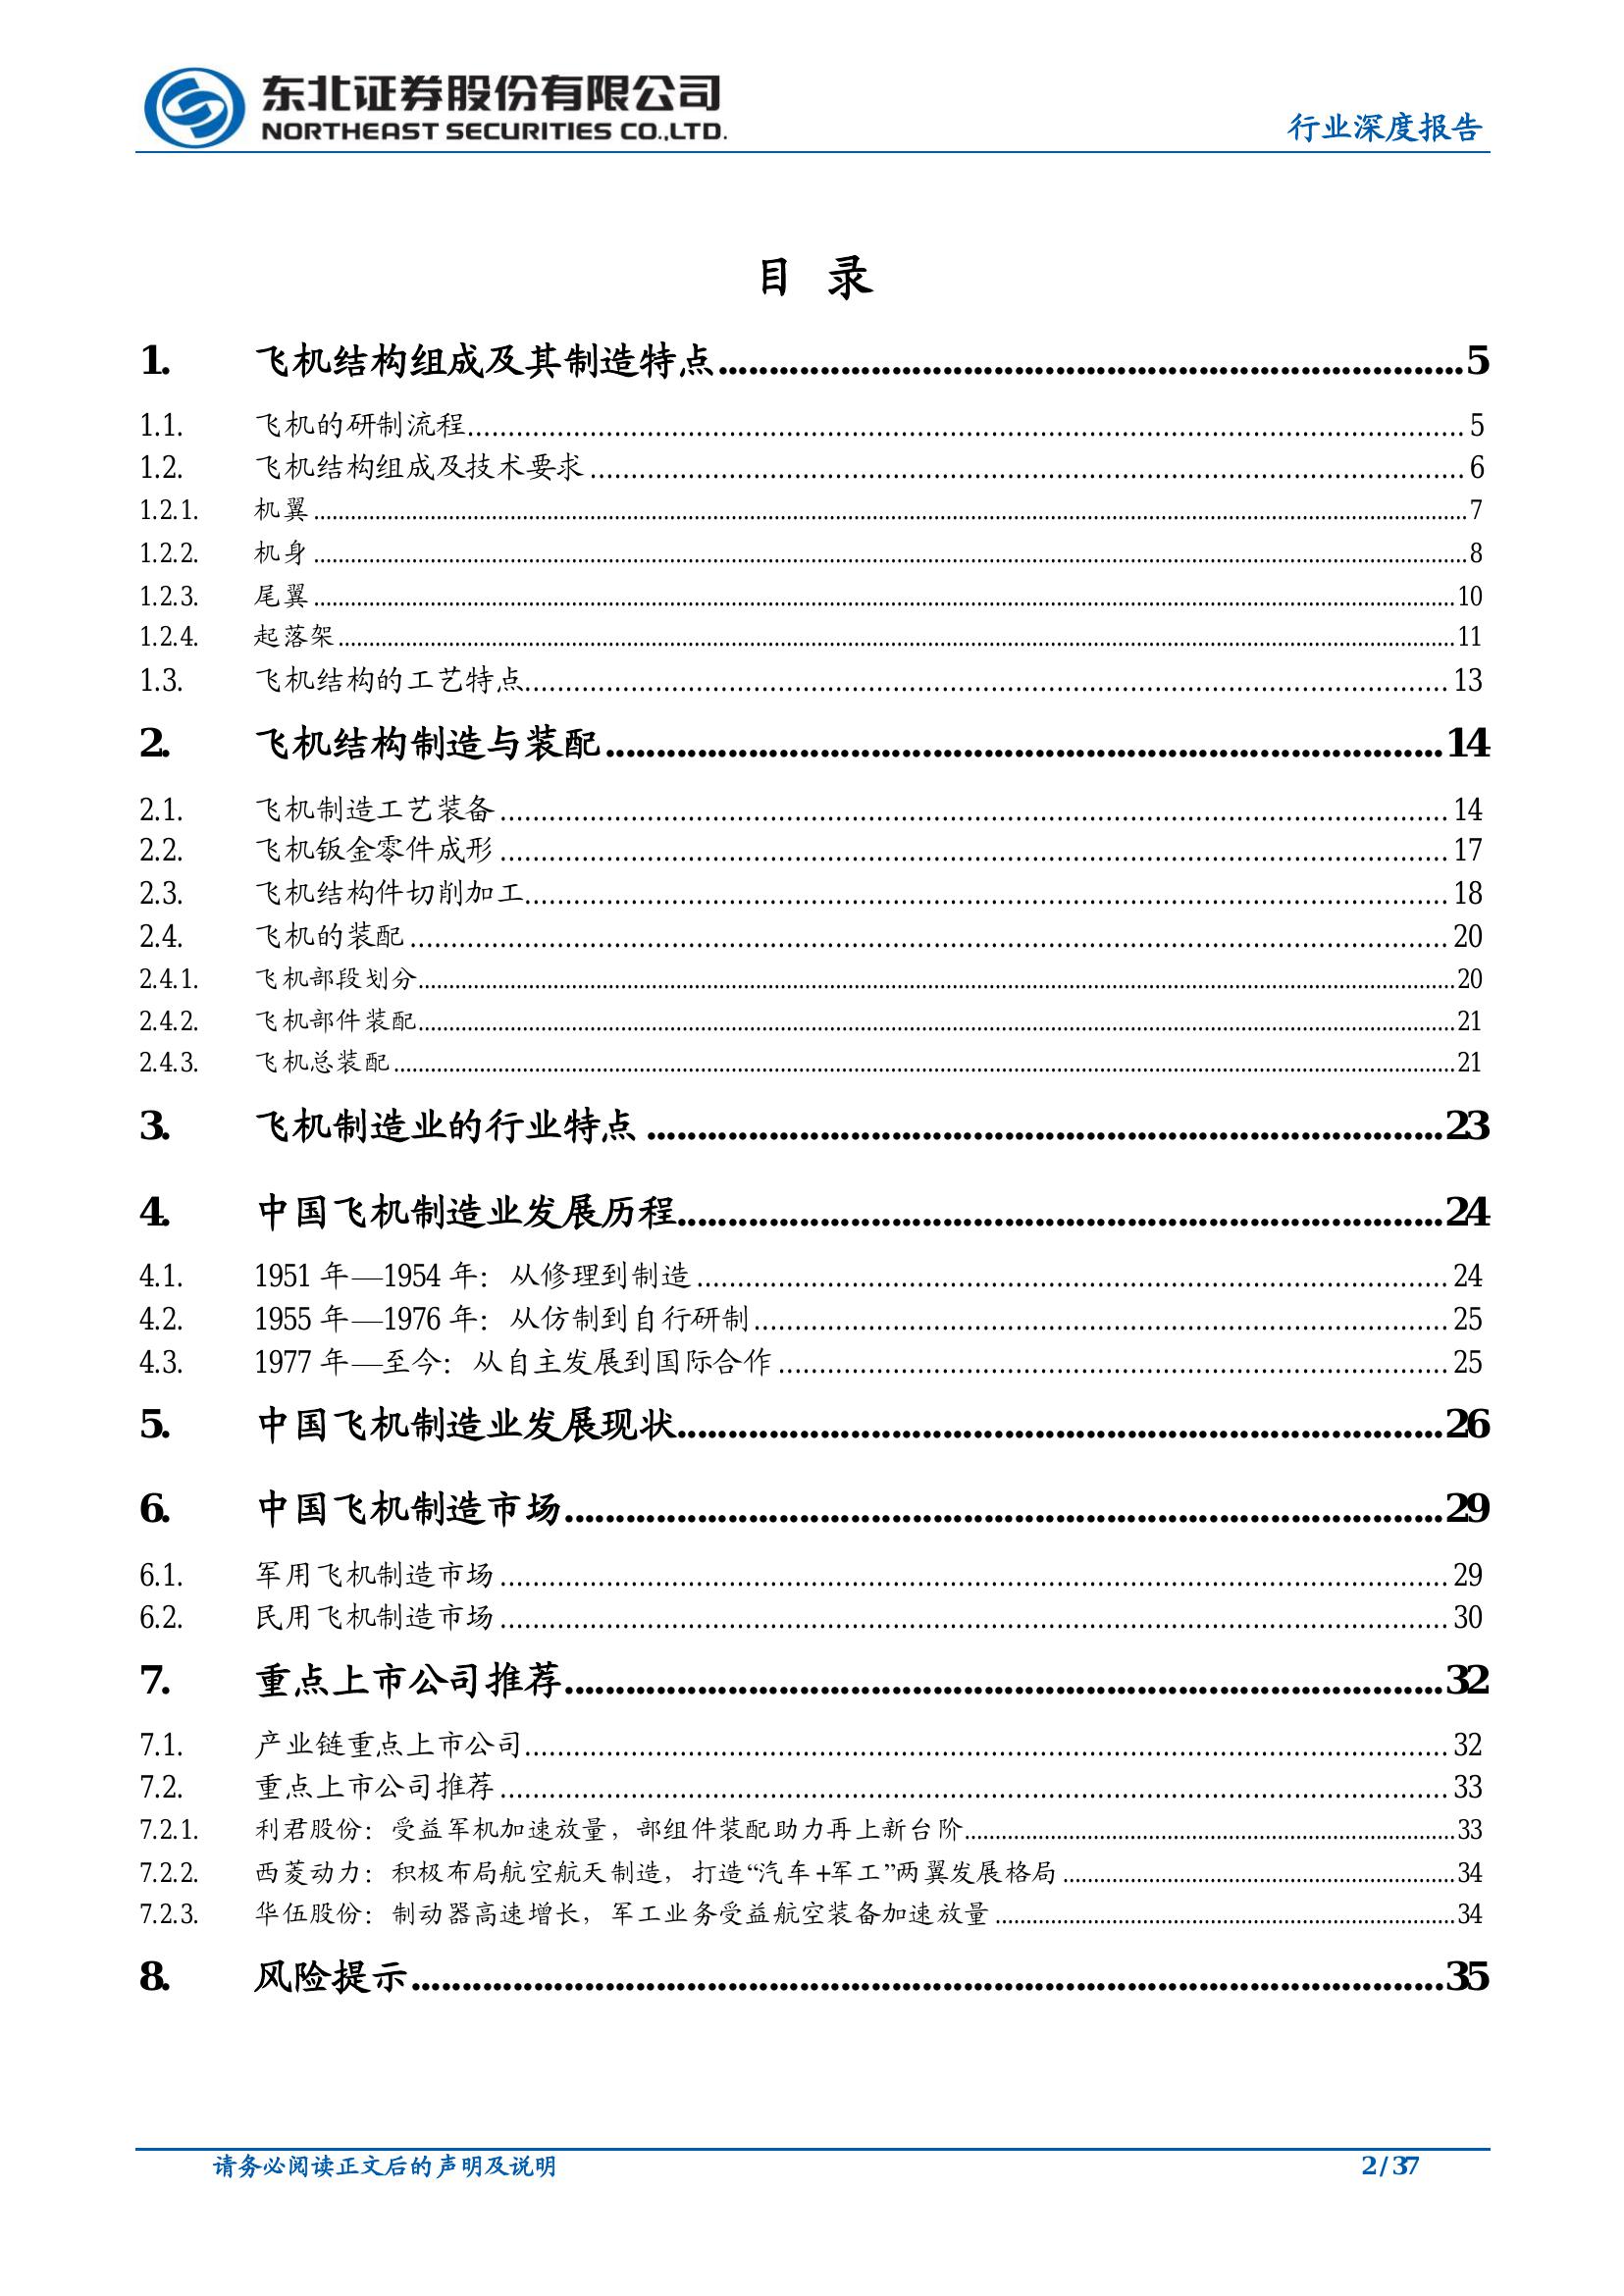 东北证券股份有限公司
NORTHEAST SECURITIES CO.,LTD.
行业深度报告
目 录
1. 飞机结构组成及其制造特点 5
1.1. 飞机的研制流程 5
1.2. 飞机结构组成及技术要求 6
1.2.1. 机翼 7
1.2.2. 机身 8
1.2.3. 尾翼 10
1.2.4. 起落架 11
1.3. 飞机结构的工艺特点 13
2. 飞机结构制造与装配 14
2.1. 飞机制造工艺装备 14
2.2. 飞机钣金零件成形 17
2.3. 飞机结构件切削加工 18
2.4. 飞机的装配 20
2.4.1. 飞机部段划分 20
2.4.2. 飞机部件装配 21
2.4.3. 飞机总装配 21
3. 飞机制造业的行业特点 23
4. 中国飞机制造业发展历程 24
4.1. 1951 年—1954 年：从修理到制造 24
4.2. 1955 年—1976 年：从仿制到自行研制 25
4.3. 1977 年—至今：从自主发展到国际合作 25
5. 中国飞机制造业发展现状 26
6. 中国飞机制造市场 29
6.1. 军用飞机制造市场 29
6.2. 民用飞机制造市场 30
7. 重点上市公司推荐 32
7.1. 产业链重点上市公司 32
7.2. 重点上市公司推荐 33
7.2.1. 利君股份：受益军机加速放量，部组件装配助力再上新台阶 33
7.2.2. 西菱动力：积极布局航空航天制造，打造“汽车+军工”两翼发展格局 34
7.2.3. 华伍股份：制动器高速增长，军工业务受益航空装备加速放量 34
8. 风险提示 35
请务必阅读正文后的声明及说明
2 / 37